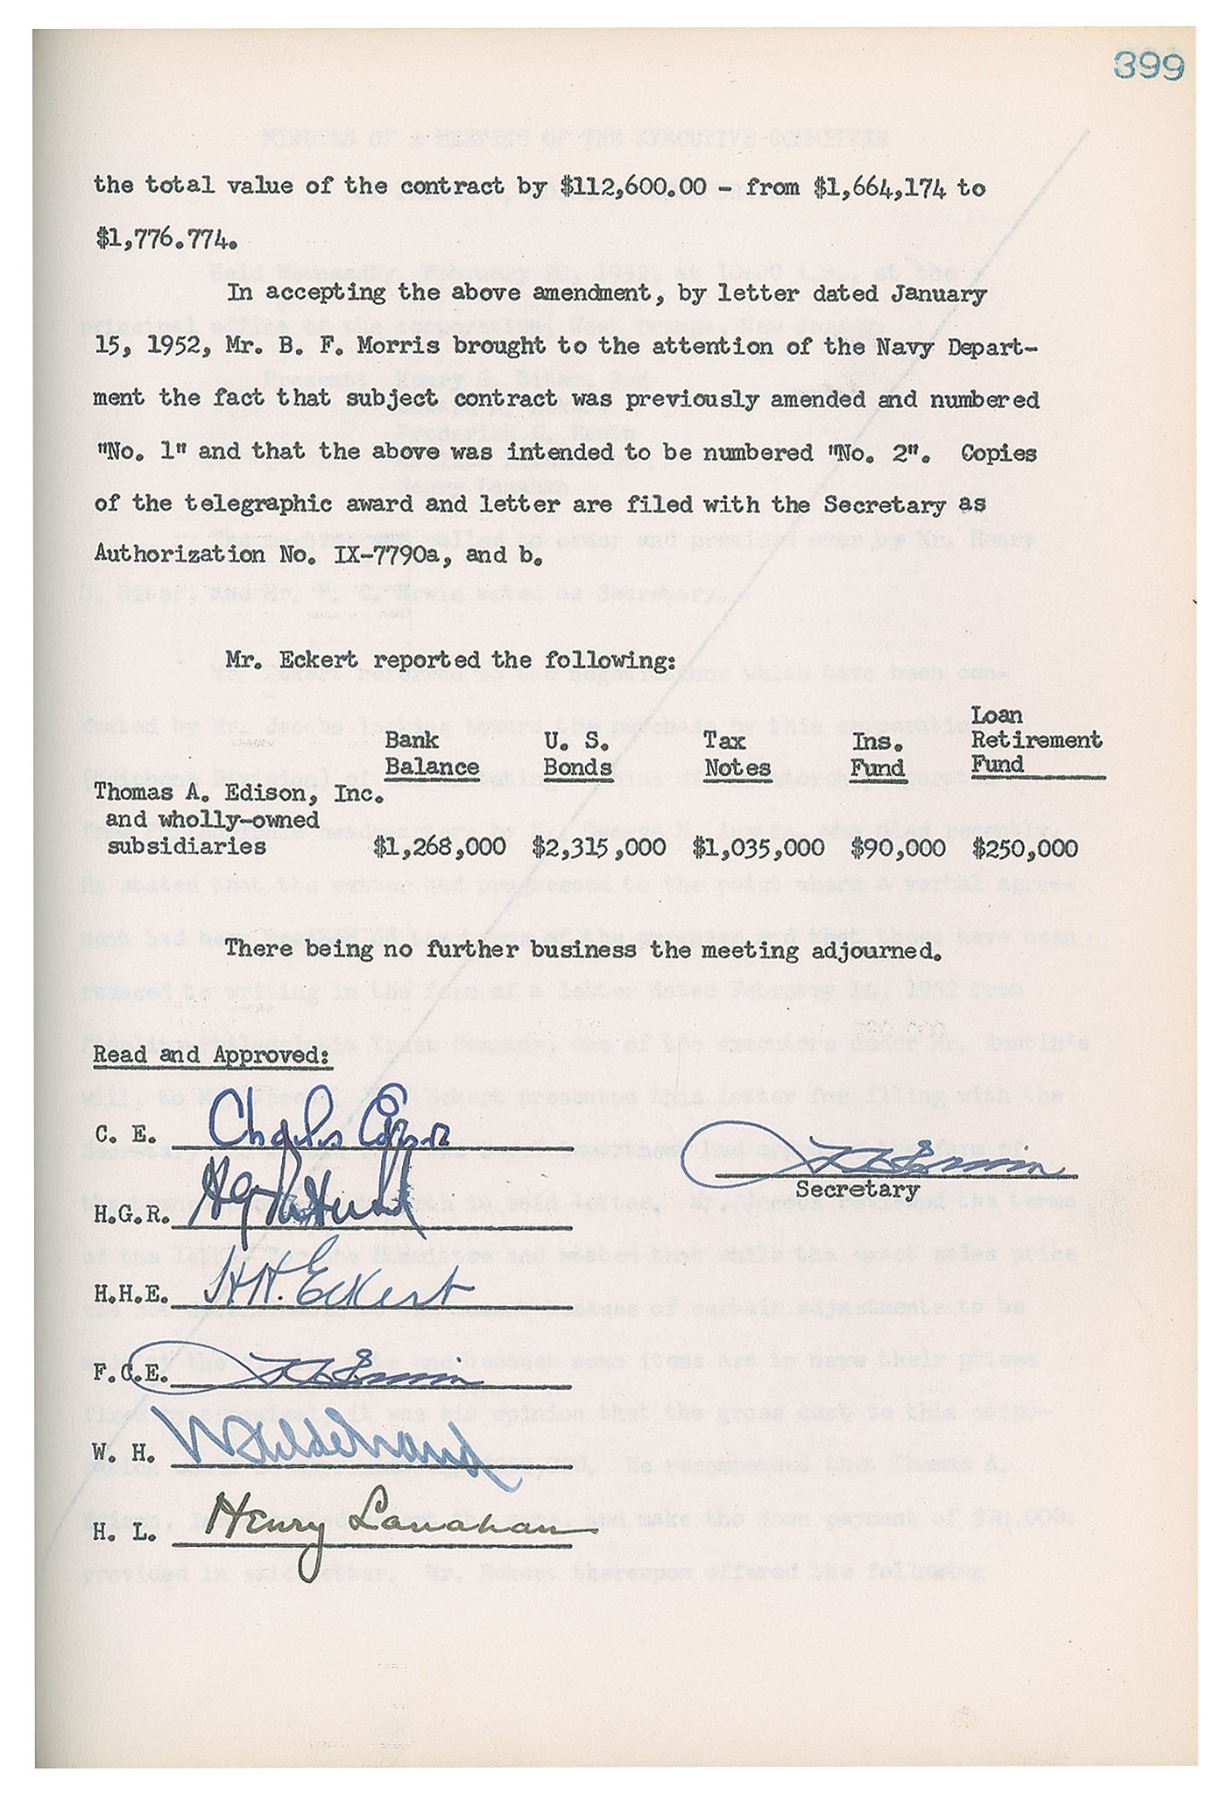 399
the total value of the contract by $112,600.00 - from $1,664,174 to
$1,776.774.
In accepting the above amendment, by letter dated January
15, 1952, Mr. B. F. Morris brought to the attention of the Navy Depart-
ment the fact that subject contract was previously amended and numbered
"No. 1" and that the above was intended to be numbered "No. 2". Copies
of the telegraphic award and letter are filed with the Secretary as
Authorization No. IX-7790a, and b.
Mr. Eckert reported the following:
Bank Balance U. S. Bonds Tax Notes Ins. Fund Loan Retirement Fund
Thomas A. Edison, Inc.
and wholly-owned
subsidiaries $1,268,000 $2,315,000 $1,035,000 $90,000 $250,000
There being no further business the meeting adjourned.
Read and Approved:
C. E. Charles Edison
Secretary
H.G.R.
H.H.E. H.H. Eckert
F.C.E.
W. H. W Hildebrand
H. L. Henry Lanahan